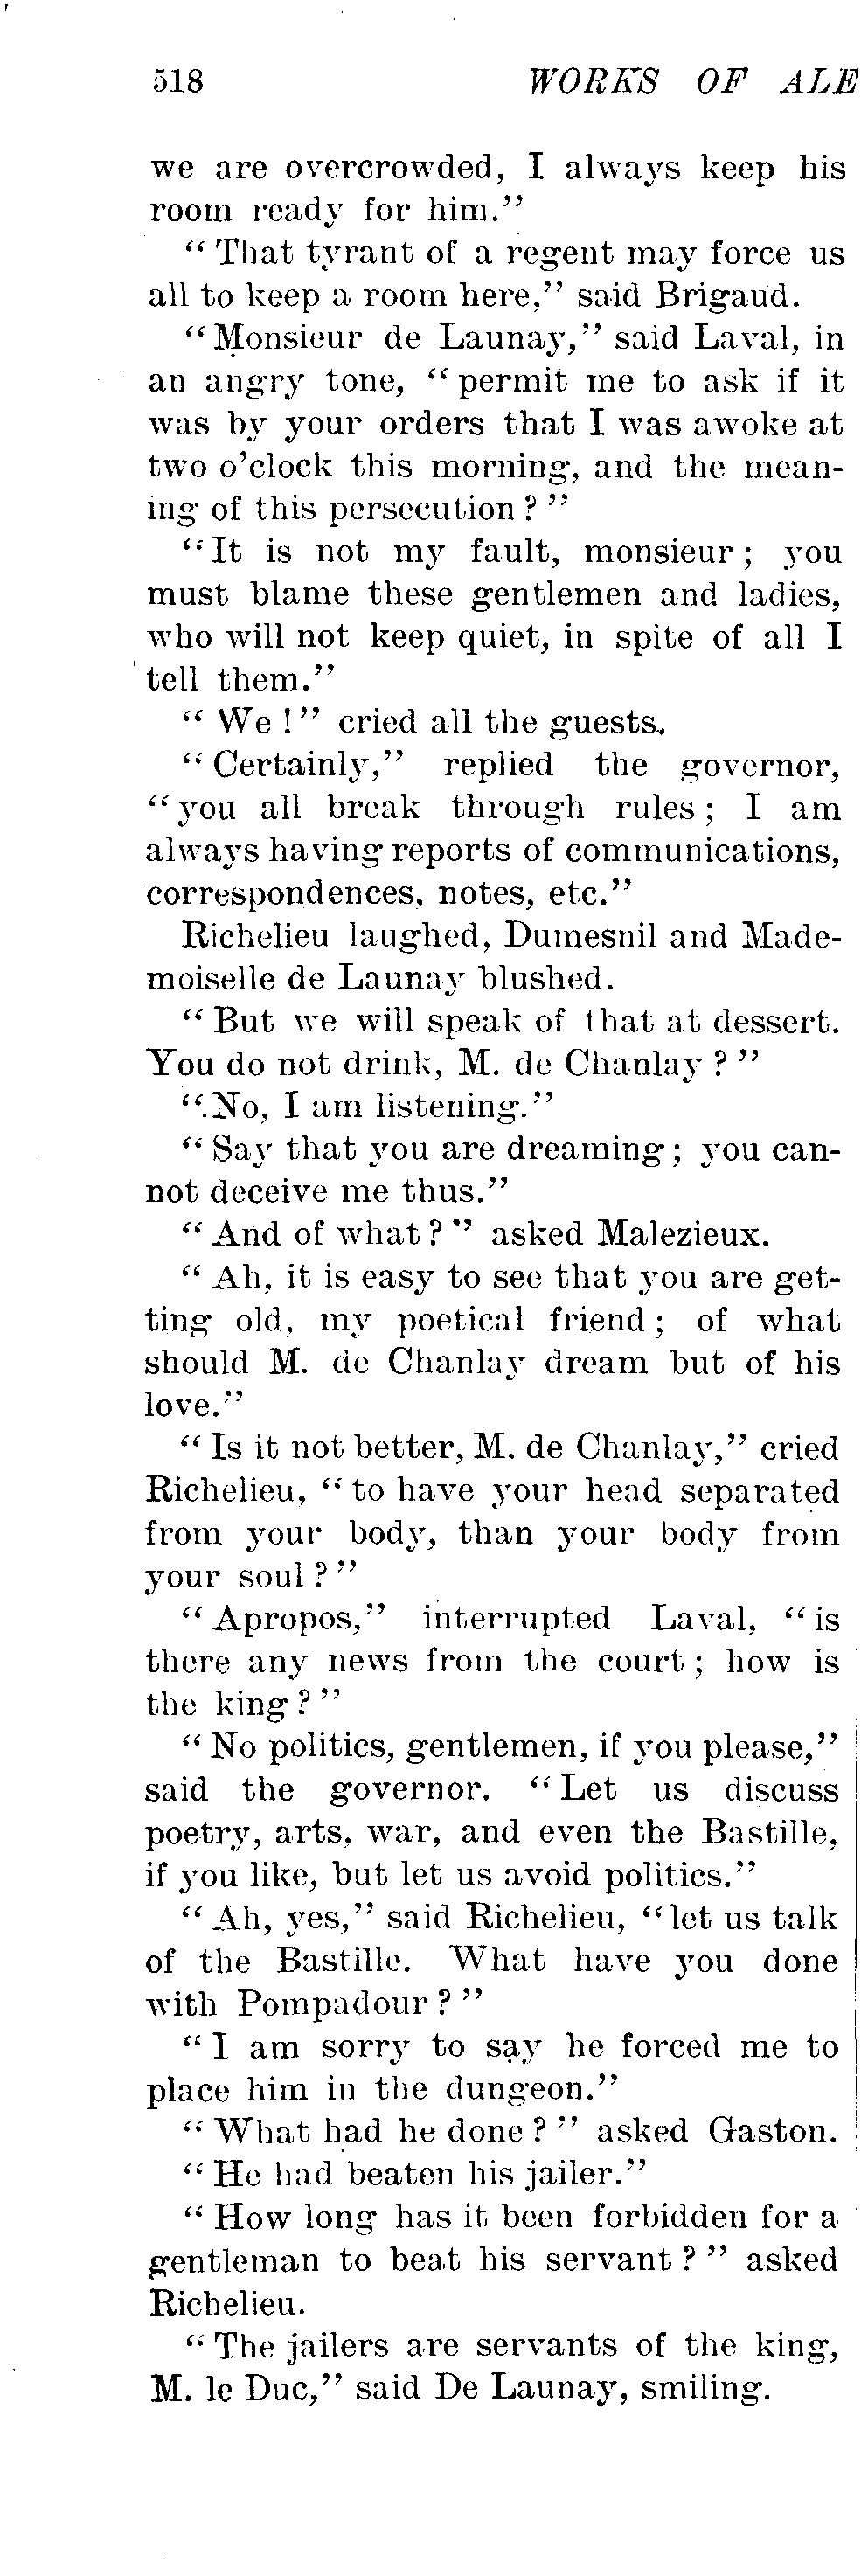 518 WORKS OF ALE
we are overcrowded, I always keep his
room ready for him."
"That tyrant of a regent may force us
all to keep a room here," said Brigaud.
"Monsieur de Launay," said Laval, in
an angry tone, "permit me to ask if it
was by your orders that I was awoke at
two o'clock this morning, and the mean-
ing of this persecution?"
"It is not my fault, monsieur; you
must blame these gentlemen and ladies,
who will not keep quiet, in spite of all I
tell them."
"We!" cried all the guests.
"Certainly," replied the governor,
"you all break through rules; I am
always having reports of communications,
correspondences, notes, etc."
Richelieu laughed, Dumesnil and Made-
moiselle de Launay blushed.
"But we will speak of that at dessert.
You do not drink, M. de Chanlay?"
"No, I am listening."
"Say that you are dreaming; you can-
not deceive me thus."
"And of what?" asked Malezieux.
"Ah, it is easy to see that you are get-
ting old, my poetical friend; of what
should M. de Chanlay dream but of his
love."
"Is it not better, M. de Chanlay," cried
Richelieu, "to have your head separated
from your body, than your body from
your soul?"
"Apropos," interrupted Laval, "is
there any news from the court; how is
the king?"
"No politics, gentlemen, if you please,"
said the governor. "Let us discuss
poetry, arts, war, and even the Bastille,
if you like, but let us avoid politics."
"Ah, yes," said Richelieu, "let us talk
of the Bastille. What have you done
with Pompadour?"
"I am sorry to say he forced me to
place him in the dungeon."
"What had he done?" asked Gaston.
"He had beaten his jailer."
"How long has it been forbidden for a
gentleman to beat his servant?" asked
Richelieu.
"The jailers are servants of the king,
M. le Duc," said De Launay, smiling.